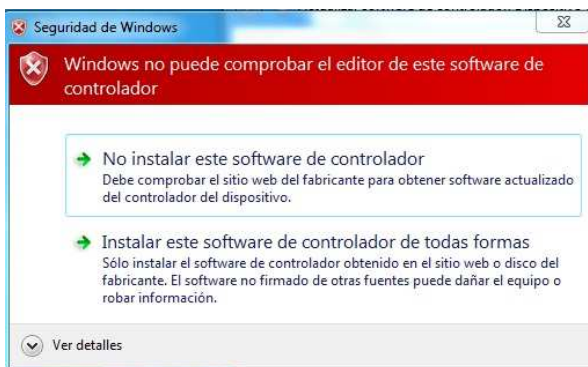 Seguridad de Windows
Windows no puede comprobar el editor de este software de
controlador
No instalar este software de controlador
Debe comprobar el sitio web del fabricante para obtener software actualizado
del controlador del dispositivo.
Instalar este software de controlador de todas formas
Sólo instalar el software de controlador obtenido en el sitio web o disco del
fabricante. El software no firmado de otras fuentes puede dañar el equipo o
robar información.
Ver detalles